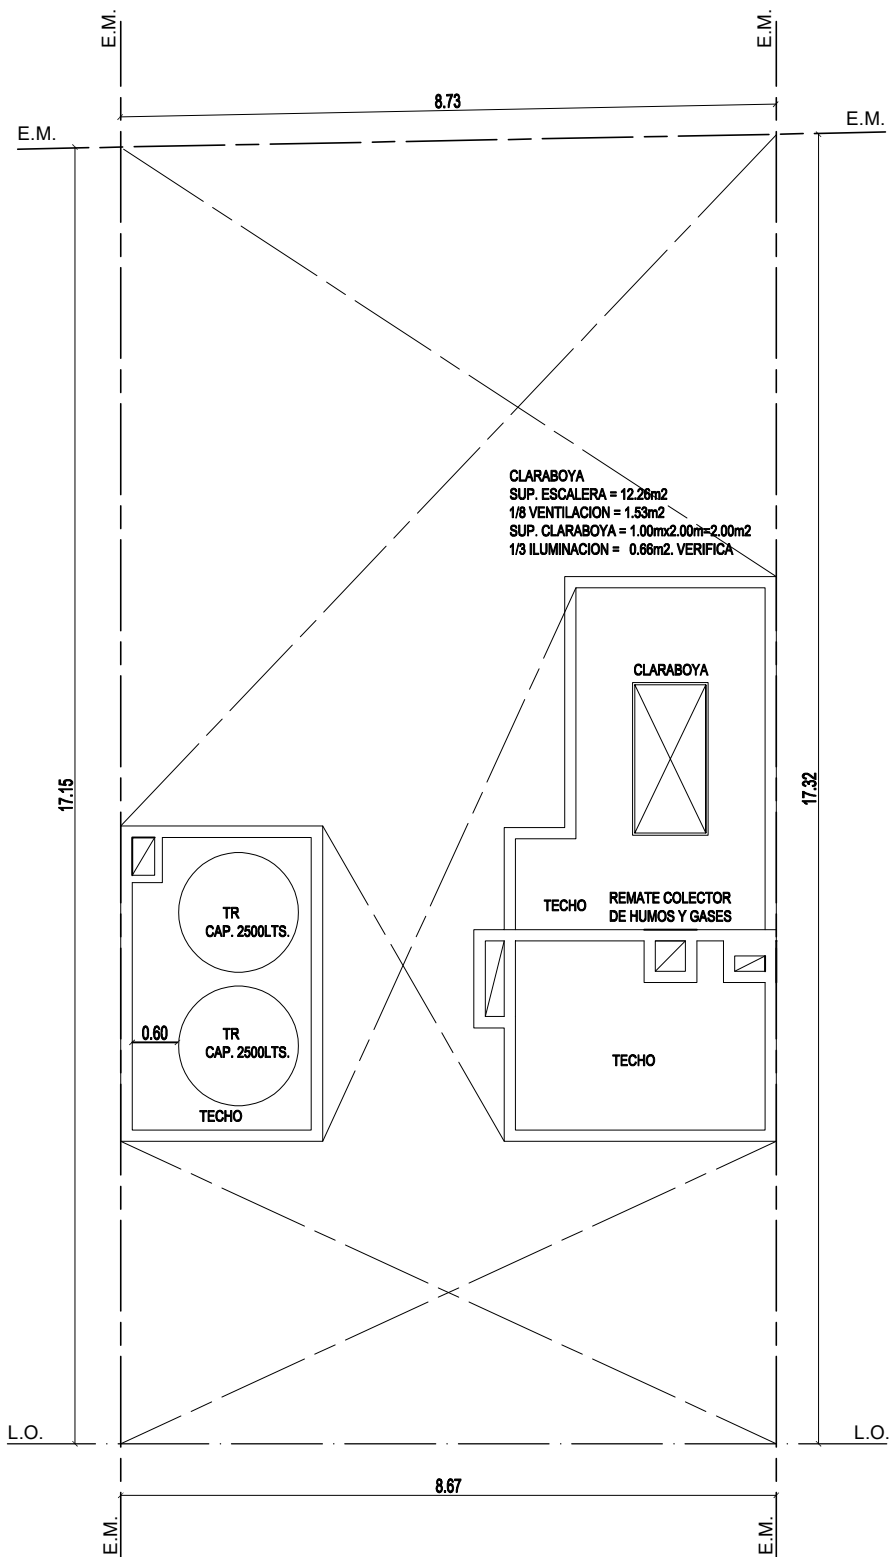 E.M.
E.M.
8.73
E.M.
E.M.
CLARABOYA
SUP. ESCALERA = 12.26m2
1/8 VENTILACION = 1.53m2
SUP. CLARABOYA = 1.00mx2.00m=2.00m2
1/3 ILUMINACION = 0.66m2. VERIFICA
CLARABOYA
17.15
17.32
TECHO
REMATE COLECTOR
DE HUMOS Y GASES
TR
CAP. 2500LTS.
0.60
TR
CAP. 2500LTS.
TECHO
TECHO
L.O.
L.O.
8.67
E.M.
E.M.